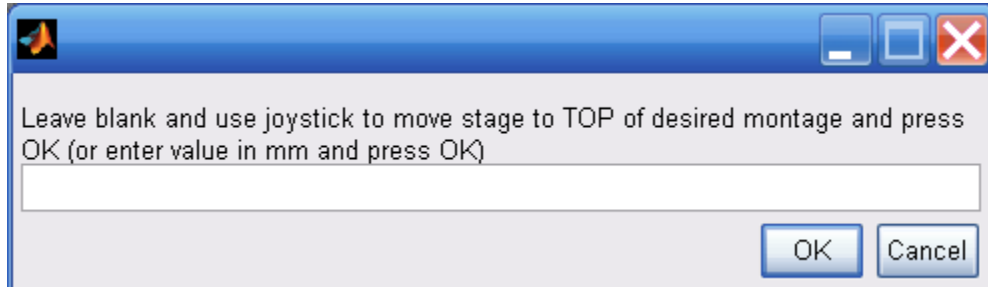 Leave blank and use joystick to move stage to TOP of desired montage and press
OK (or enter value in mm and press OK)
OK
Cancel